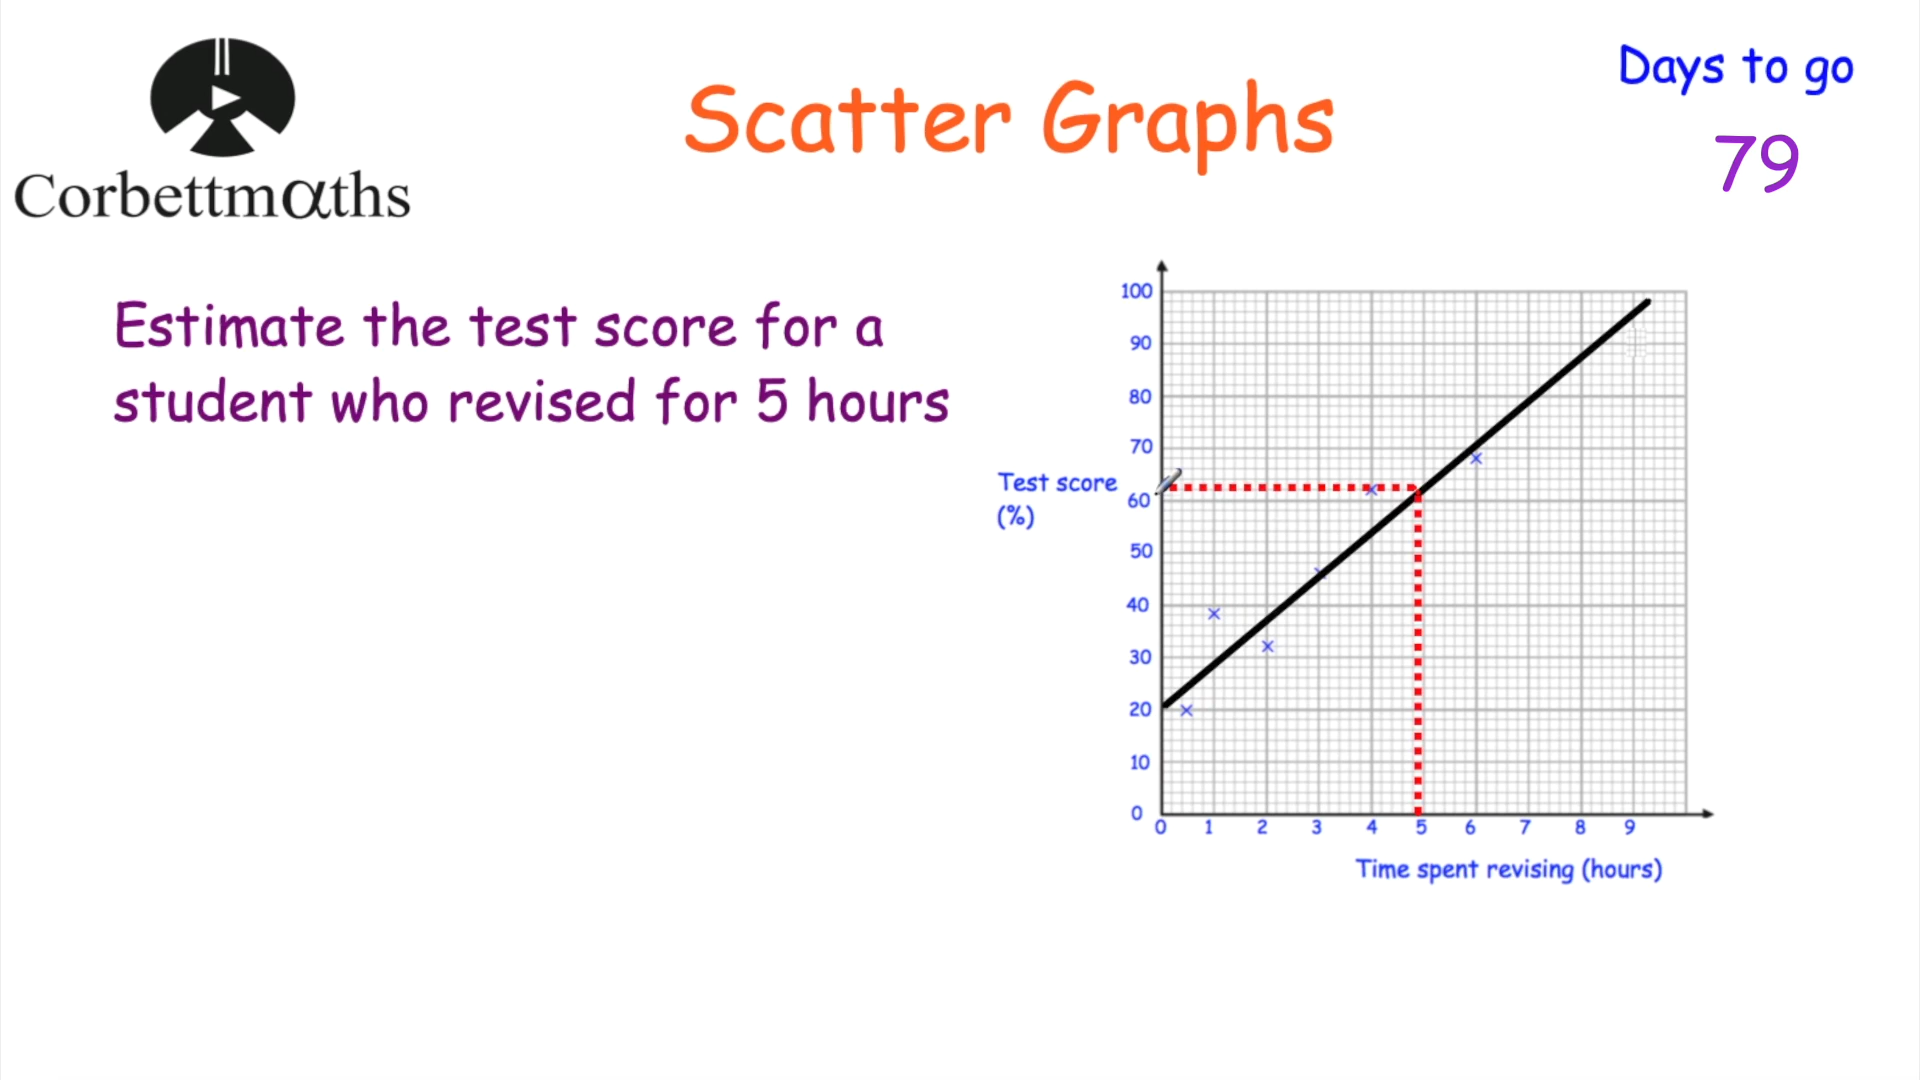 Corbettmαths
Scatter Graphs
Days to go
79
Estimate the test score for a
student who revised for 5 hours
Test score
(%)
100
90
80
70
60
50
40
30
20
10
0
0 1 2 3 4 5 6 7 8 9
Time spent revising (hours)